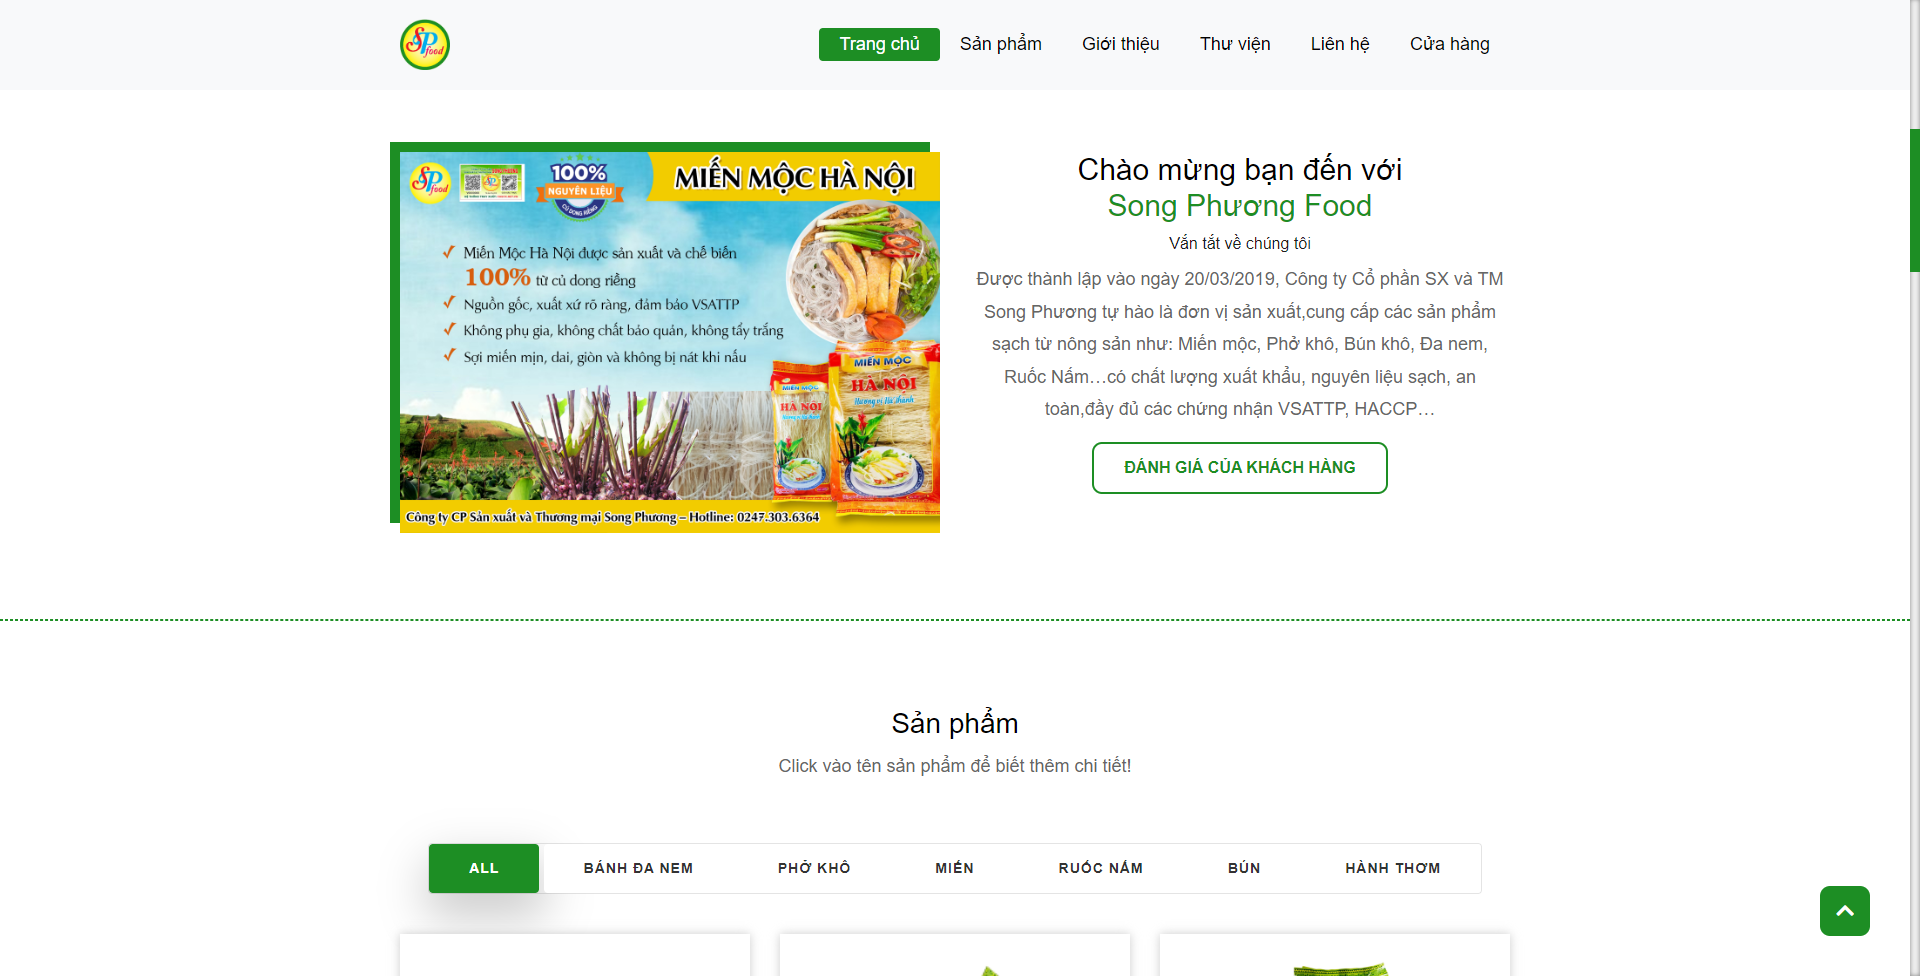 SP food
Trang chủ
Sản phẩm
Giới thiệu
Thư viện
Liên hệ
Cửa hàng
SP food
100%
NGUYÊN LIỆU
CỦ DONG RIỀNG
MIẾN MỘC HÀ NỘI
Miến Mộc Hà Nội được sản xuất và chế biến
100% từ củ dong riềng
Nguồn gốc, xuất xứ rõ ràng, đảm bảo VSATTP
Không phụ gia, không chất bảo quản, không tẩy trắng
Sợi miến mịn, dai, giòn và không bị nát khi nấu
MIẾN MỘC
HÀ NỘI
MIẾN MỘC
HÀ NỘI
Hương vị Hà thành
Công ty CP Sản xuất và Thương mại Song Phương – Hotline: 0247.303.6364
Chào mừng bạn đến với
Song Phương Food
Vắn tắt về chúng tôi
Được thành lập vào ngày 20/03/2019, Công ty Cổ phần SX và TM
Song Phương tự hào là đơn vị sản xuất,cung cấp các sản phẩm
sạch từ nông sản như: Miến mộc, Phở khô, Bún khô, Đa nem,
Ruốc Nấm…có chất lượng xuất khẩu, nguyên liệu sạch, an
toàn,đầy đủ các chứng nhận VSATTP, HACCP…
ĐÁNH GIÁ CỦA KHÁCH HÀNG
Sản phẩm
Click vào tên sản phẩm để biết thêm chi tiết!
ALL
BÁNH ĐA NEM
PHỞ KHÔ
MIẾN
RUỐC NẤM
BÚN
HÀNH THƠM